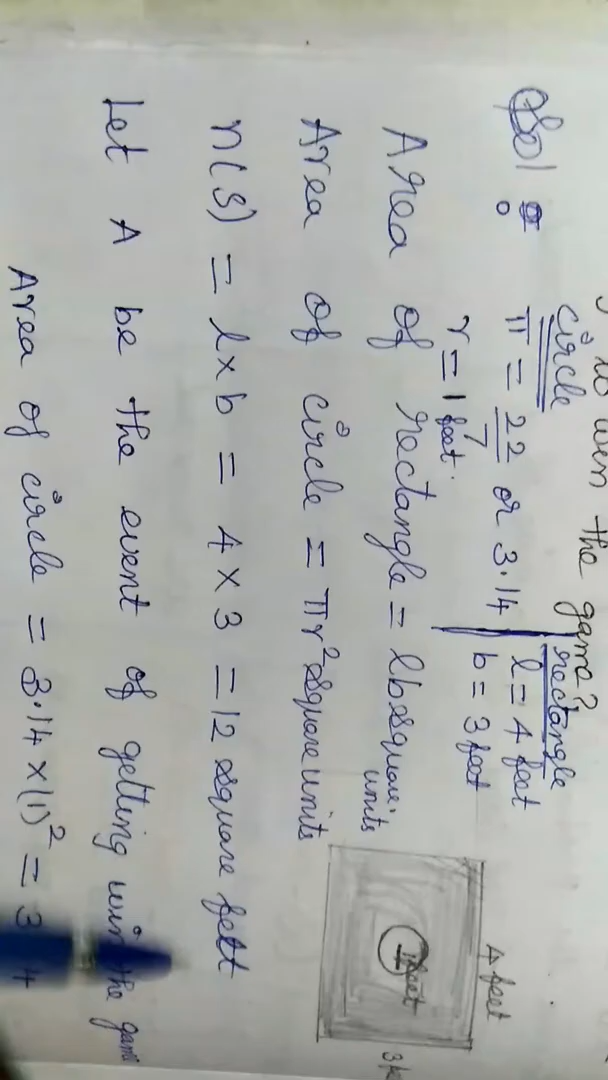 to win the game?
Sol :
circle
π = 22/7 or 3.14
r = 1 feet.
rectangle
l = 4 feet
b = 3 feet
Area of rectangle = lb square units
Area of circle = πr² square units
4 feet
1 feet
n(S) = l × b = 4 × 3 = 12 square feet
Let A be the event of getting win the game
Area of circle = 3.14 × (1)² = 3